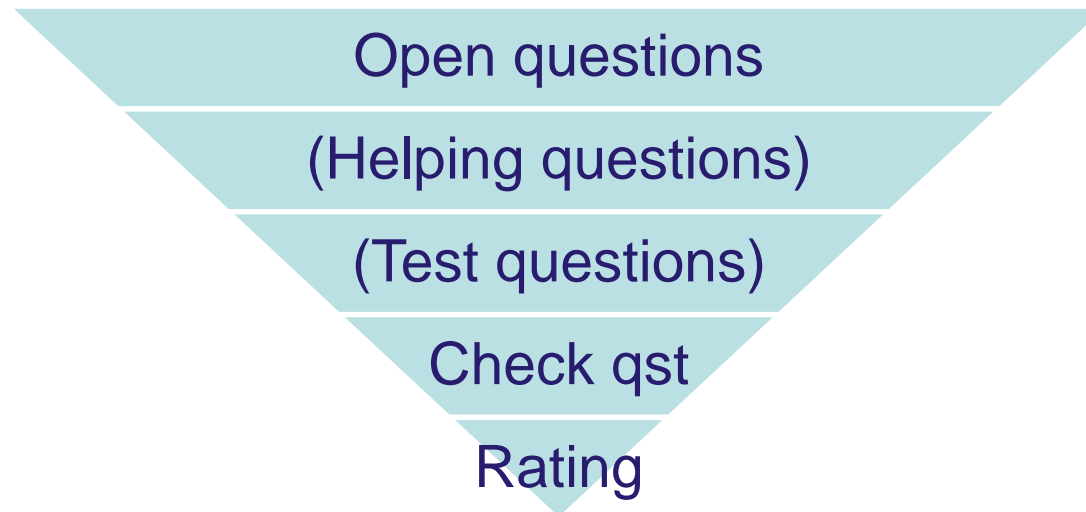 Open questions
(Helping questions)
(Test questions)
Check qst
Rating